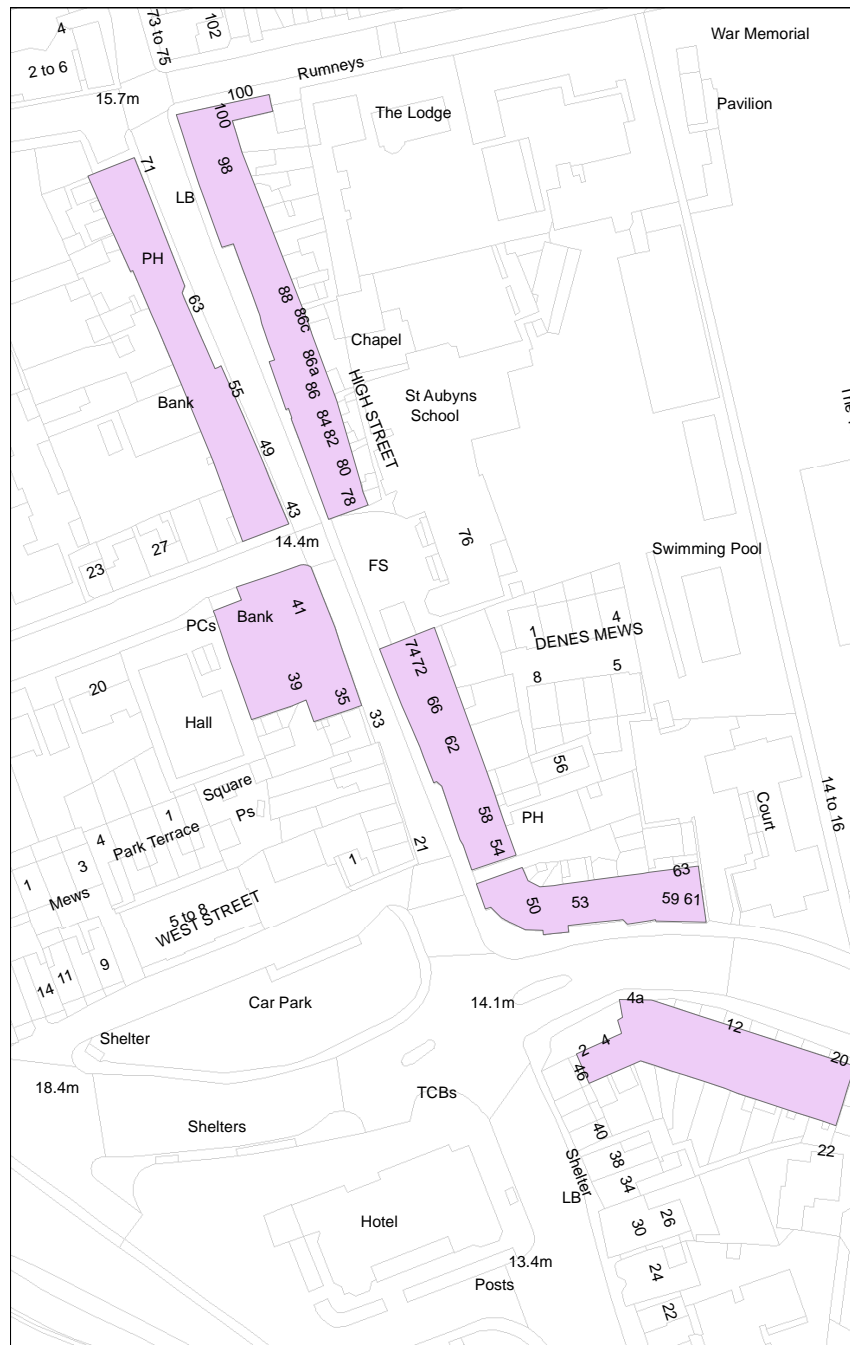 4
73 to 75
102
War Memorial
2 to 6
Rumneys
15.7m
100
The Lodge
Pavilion
100
71
98
LB
PH
88
63
86c
Chapel
86a
55
86
HIGH STREET
St Aubyns
School
Bank
84
82
49
80
78
43
76
14.4m
23
27
Swimming Pool
FS
41
Bank
PCs
1
4
DENES MEWS
74
72
8
5
20
39
35
66
33
Hall
62
56
Square
14 to 16
Court
1
Ps
58
PH
4
Park Terrace
54
21
3
1
1
Mews
63
5 to 8
WEST STREET
50
53
59
61
9
11
14
Car Park
14.1m
4a
12
Shelter
4
2
20
46
18.4m
TCBs
Shelters
40
22
38
Shelter
34
LB
26
30
Hotel
13.4m
24
Posts
22